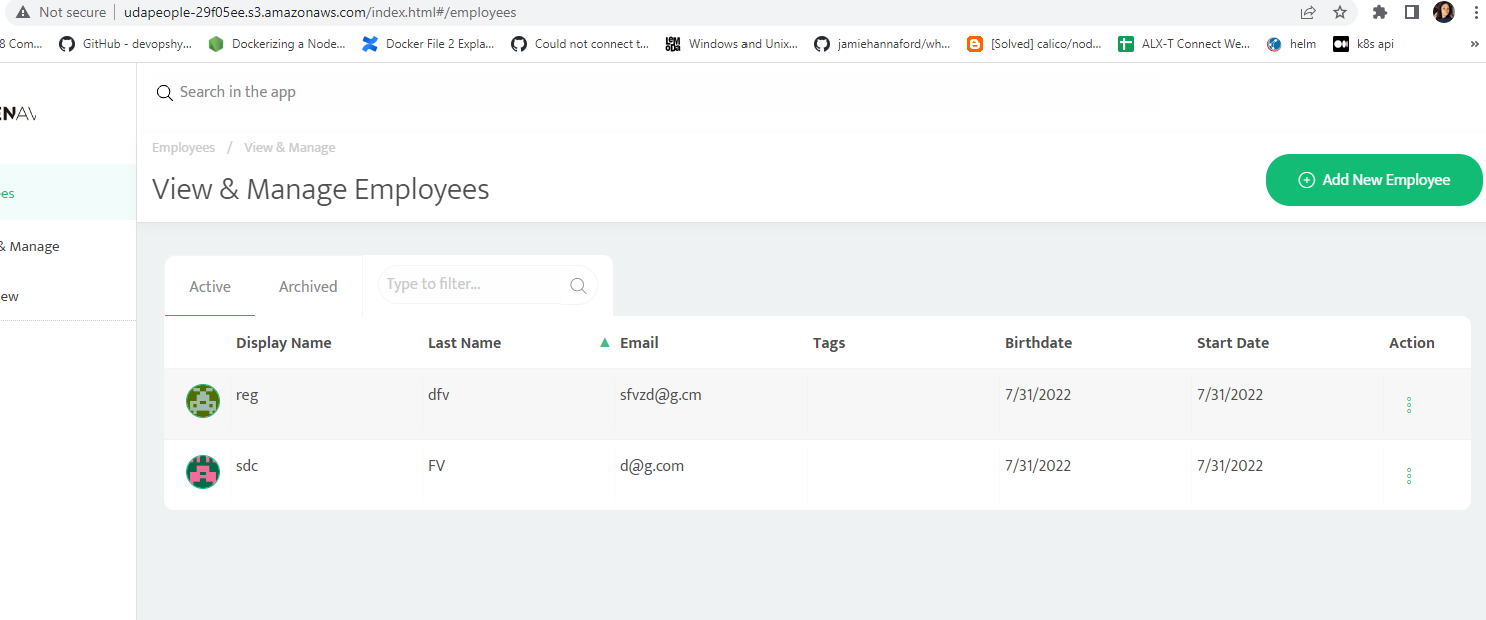 Not secure udapeople-29f05ee.s3.amazonaws.com/index.html#/employees
8 Com... GitHub - devopshy... Dockerizing a Node... Docker File 2 Expla... Could not connect t... Windows and Unix... jamiehannaford/wh... [Solved] calico/nod... ALX-T Connect We... helm k8s api »
Search in the app
ENAV
Employees / View & Manage
View & Manage Employees
Add New Employee
ees
& Manage
ew
Active Archived Type to filter...
Display Name Last Name ▲ Email Tags Birthdate Start Date Action
reg dfv sfvzd@g.cm 7/31/2022 7/31/2022
sdc FV d@g.com 7/31/2022 7/31/2022